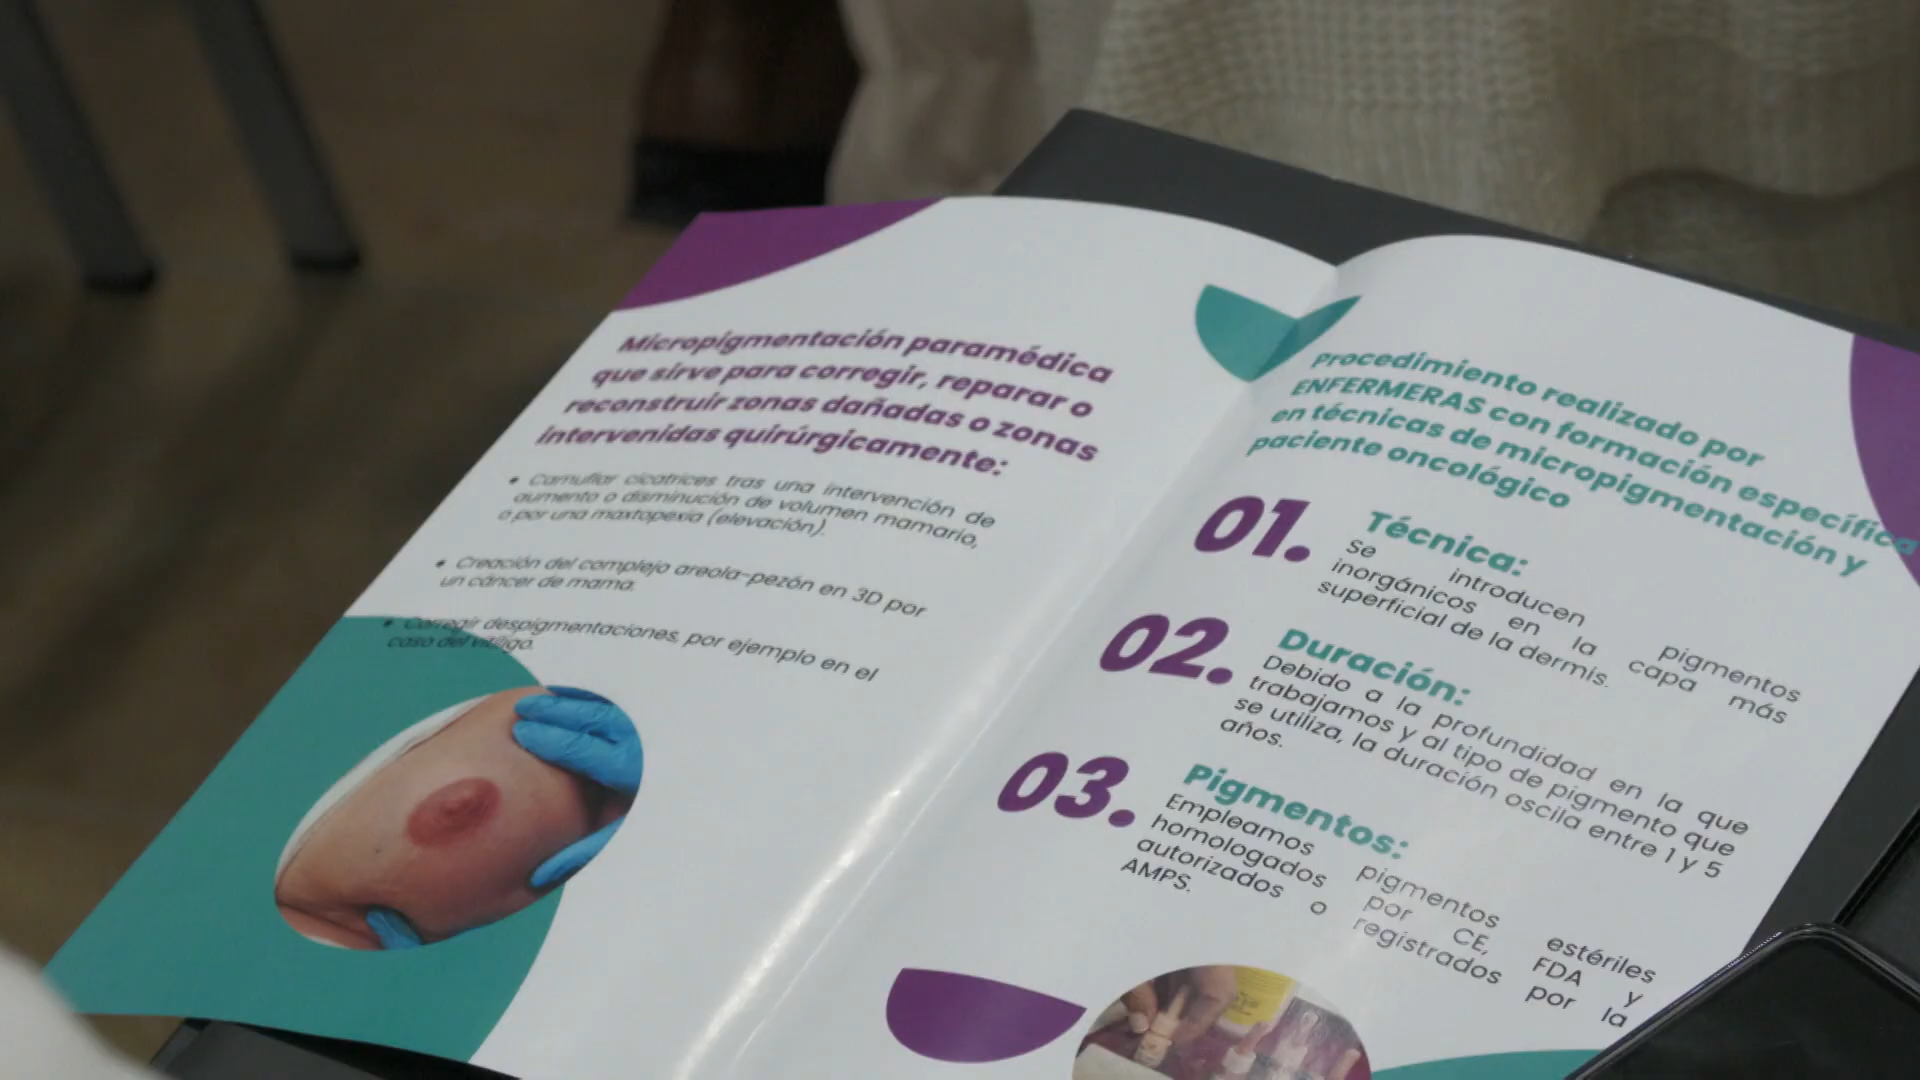 Micropigmentación paramédica
que sirve para corregir, reparar o
reconstruir zonas dañadas o zonas
intervenidas quirúrgicamente:
• Camuflar cicatrices tras una intervención de
aumento o disminución de volumen mamario,
o por una maxtopexia (elevación).
• Creación del complejo areola-pezón en 3D por
un cáncer de mama.
• Corregir despigmentaciones, por ejemplo en el
caso del vitíligo.
Procedimiento realizado por
ENFERMERAS con formación específica
en técnicas de micropigmentación y
paciente oncológico
01.
Técnica:
Se introducen pigmentos
inorgánicos en la capa más
superficial de la dermis.
02.
Duración:
Debido a la profundidad en la que
trabajamos y al tipo de pigmento que
se utiliza, la duración oscila entre 1 y 5
años.
03.
Pigmentos:
Empleamos pigmentos estériles
homologados por CE, FDA y
autorizados o registrados por la
AMPS.